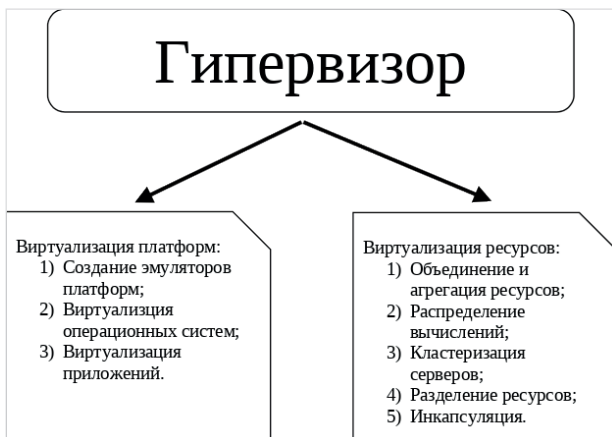 Гипервизор
Виртуализация платформ:
1) Создание эмуляторов
платформ;
2) Виртуализция
операционных систем;
3) Виртуализация
приложений.
Виртуализация ресурсов:
1) Объединение и
агрегация ресурсов;
2) Распределение
вычислений;
3) Кластеризация
серверов;
4) Разделение ресурсов;
5) Инкапсуляция.